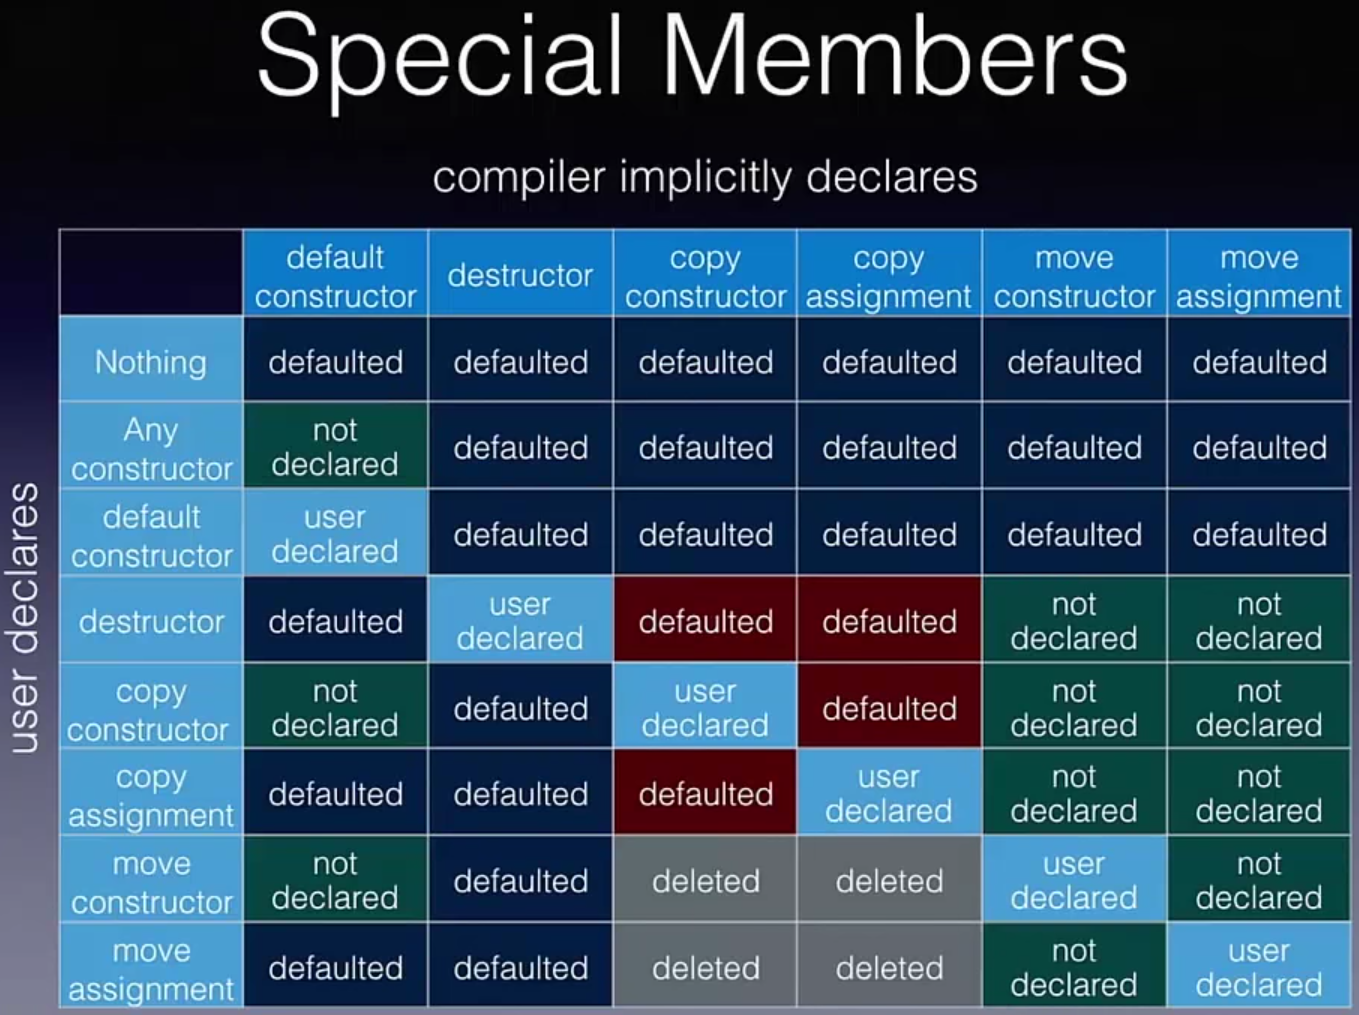 Special Members
compiler implicitly declares
user declares
default
constructor
destructor
copy
constructor
copy
assignment
move
constructor
move
assignment
Nothing
defaulted
defaulted
defaulted
defaulted
defaulted
defaulted
Any
constructor
not
declared
defaulted
defaulted
defaulted
defaulted
defaulted
default
constructor
user
declared
defaulted
defaulted
defaulted
defaulted
defaulted
destructor
defaulted
user
declared
defaulted
defaulted
not
declared
not
declared
copy
constructor
not
declared
defaulted
user
declared
defaulted
not
declared
not
declared
copy
assignment
defaulted
defaulted
defaulted
user
declared
not
declared
not
declared
move
constructor
not
declared
defaulted
deleted
deleted
user
declared
not
declared
move
assignment
defaulted
defaulted
deleted
deleted
not
declared
user
declared